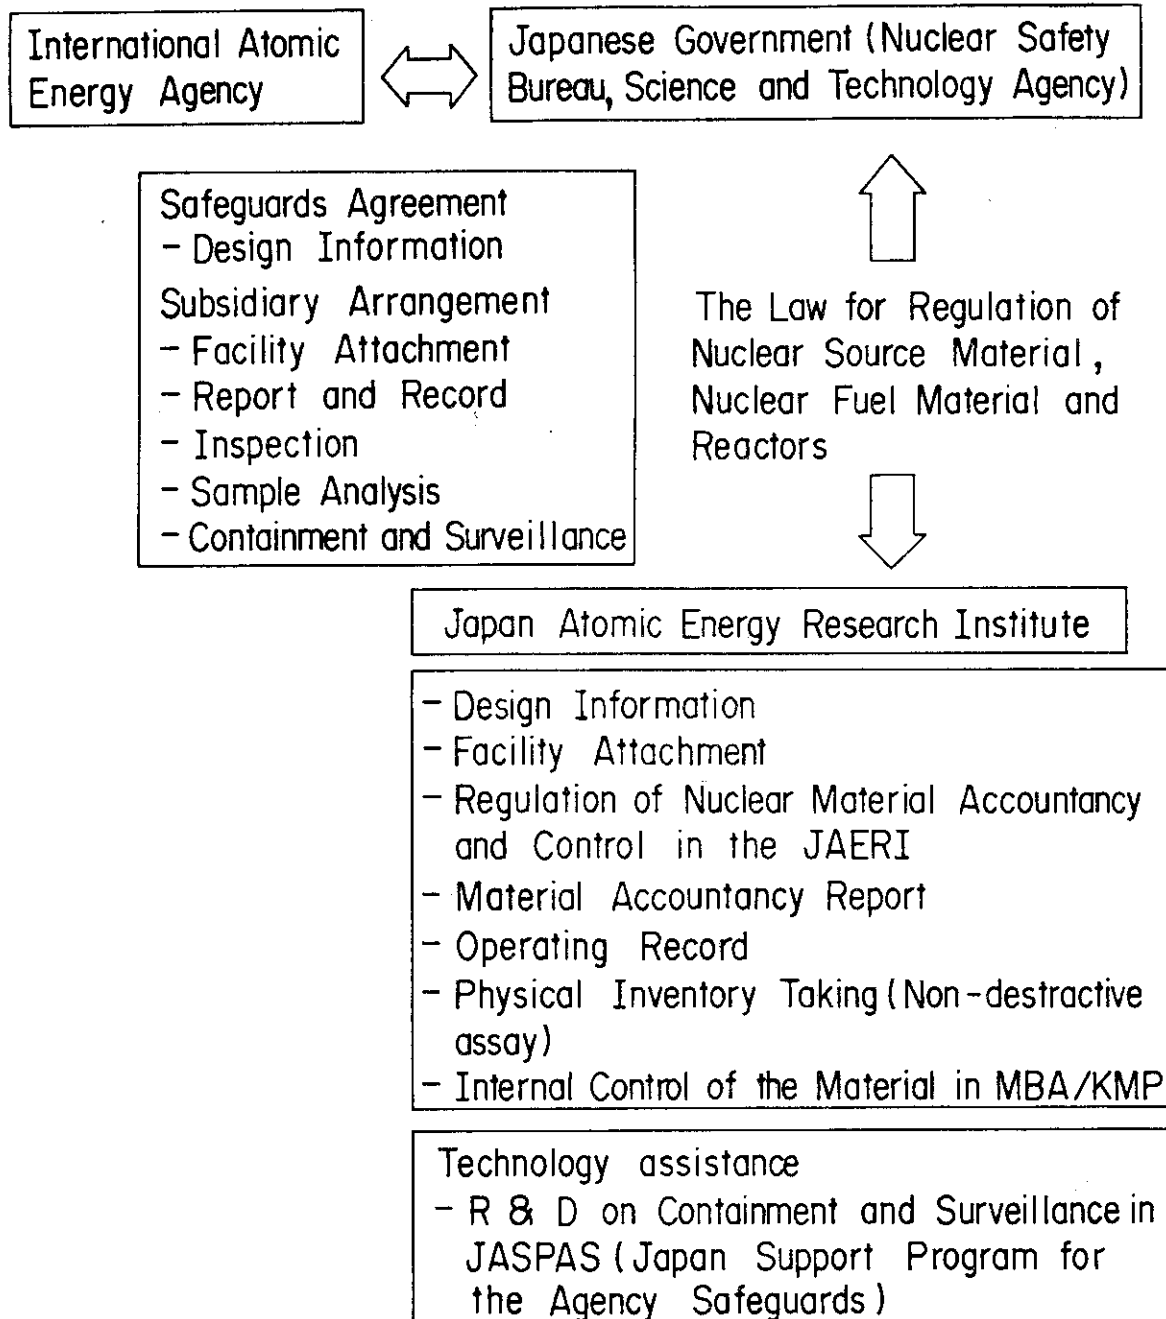 International Atomic
Energy Agency
Japanese Government (Nuclear Safety
Bureau, Science and Technology Agency)
Safeguards Agreement
- Design Information
Subsidiary Arrangement
- Facility Attachment
- Report and Record
- Inspection
- Sample Analysis
- Containment and Surveillance
The Law for Regulation of
Nuclear Source Material,
Nuclear Fuel Material and
Reactors
Japan Atomic Energy Research Institute
- Design Information
- Facility Attachment
- Regulation of Nuclear Material Accountancy
and Control in the JAERI
- Material Accountancy Report
- Operating Record
- Physical Inventory Taking (Non-destractive
assay)
- Internal Control of the Material in MBA/KMP
Technology assistance
- R & D on Containment and Surveillance in
JASPAS (Japan Support Program for
the Agency Safeguards)